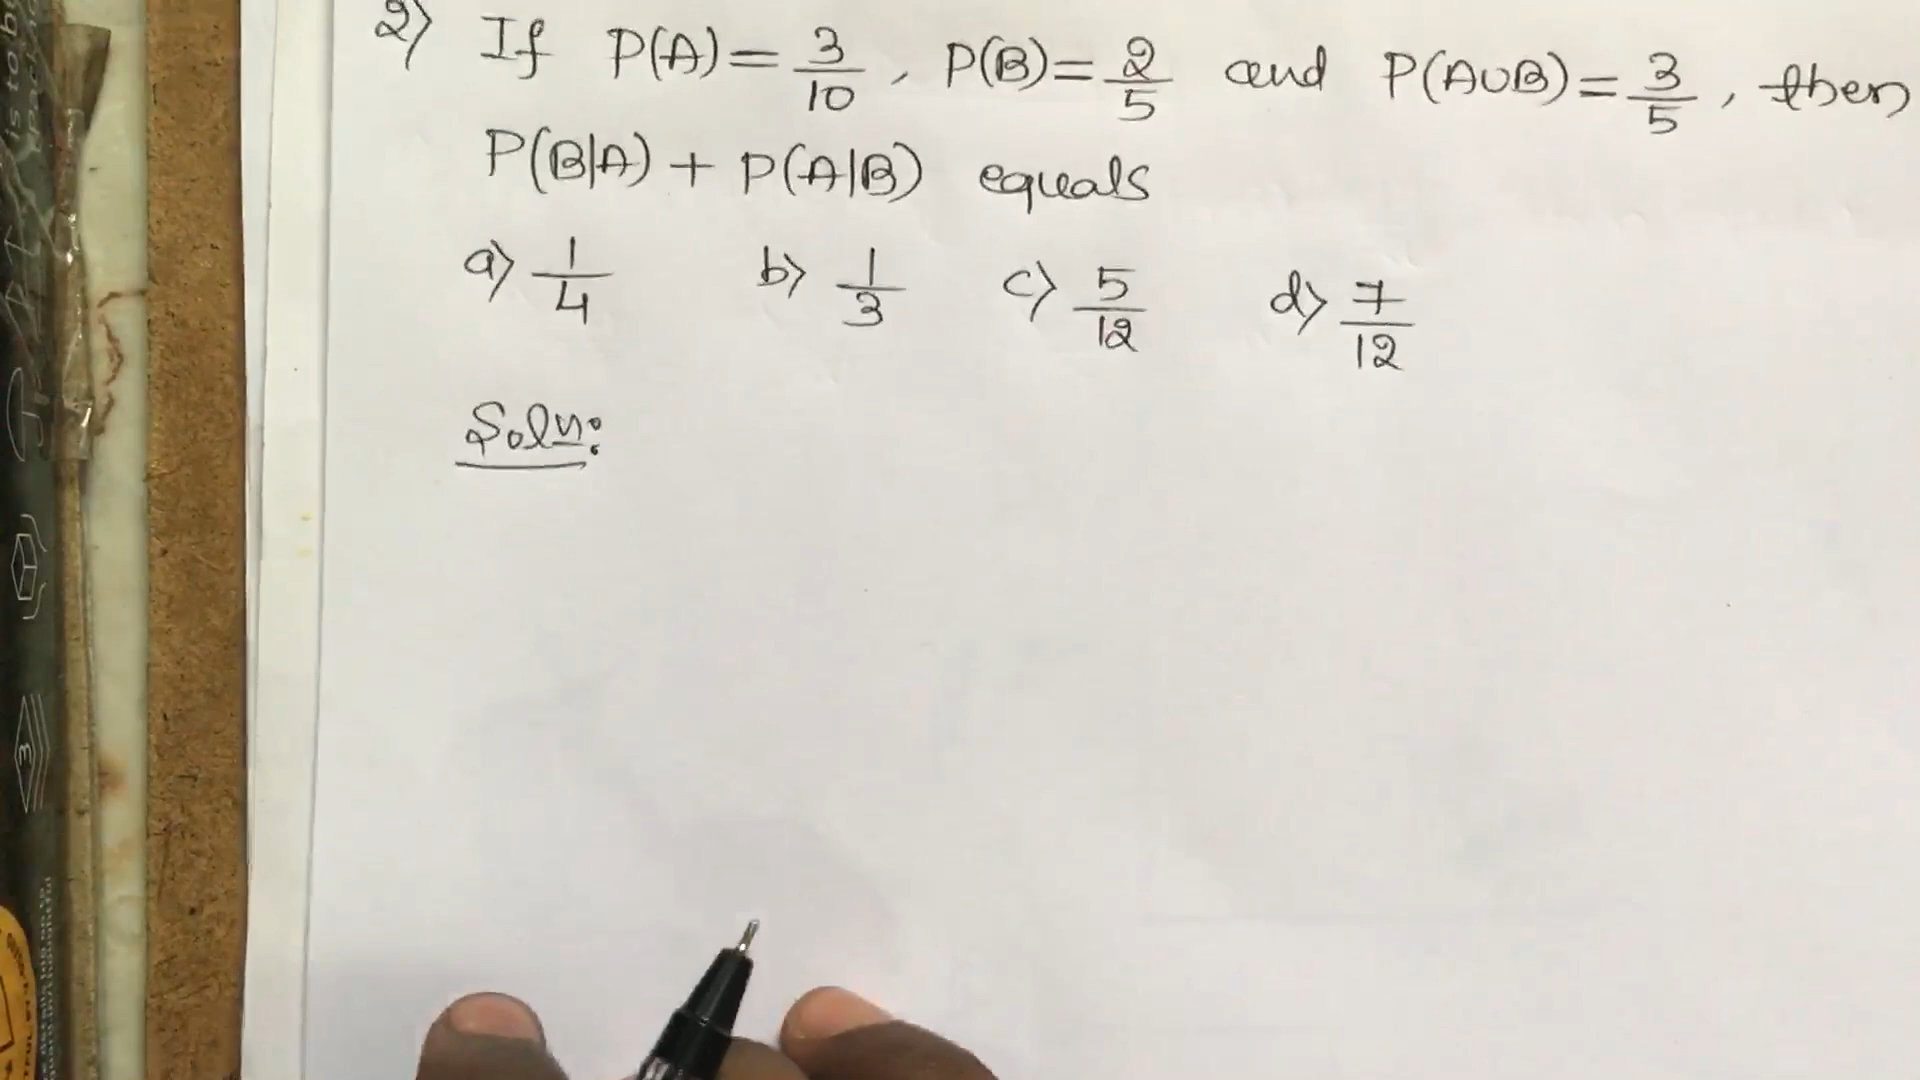 2) If P(A) = 3/10, P(B) = 2/5 and P(A∪B) = 3/5, then
P(B|A) + P(A|B) equals
a) 1/4 b) 1/3 c) 5/12 d) 7/12
Soln: